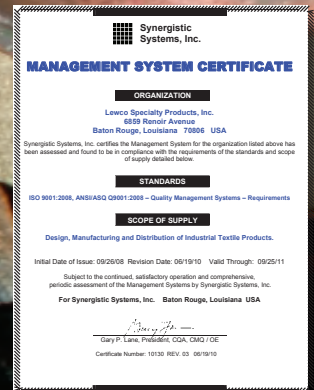 Synergistic
Systems, Inc.
MANAGEMENT SYSTEM CERTIFICATE
ORGANIZATION
Lewco Specialty Products, Inc.
6859 Renoir Avenue
Baton Rouge, Louisiana 70806 USA
Synergistic Systems, Inc. certifies the Management System for the organization listed above has
been assessed and found to be in compliance with the requirements of the standards and scope
of supply detailed below.
STANDARDS
ISO 9001:2008, ANSI/ASQ Q9001:2008 – Quality Management Systems – Requirements
SCOPE OF SUPPLY
Design, Manufacturing and Distribution of Industrial Textile Products.
Initial Date of Issue: 09/26/08 Revision Date: 06/19/10 Valid Through: 09/25/11
Subject to the continued, satisfactory operation and comprehensive,
periodic assessment of the Management Systems by Synergistic Systems, Inc.
For Synergistic Systems, Inc. Baton Rouge, Louisiana USA
Gary P. Lane, President, CQA, CMQ / OE
Certificate Number: 10130 REV. 03 06/19/10